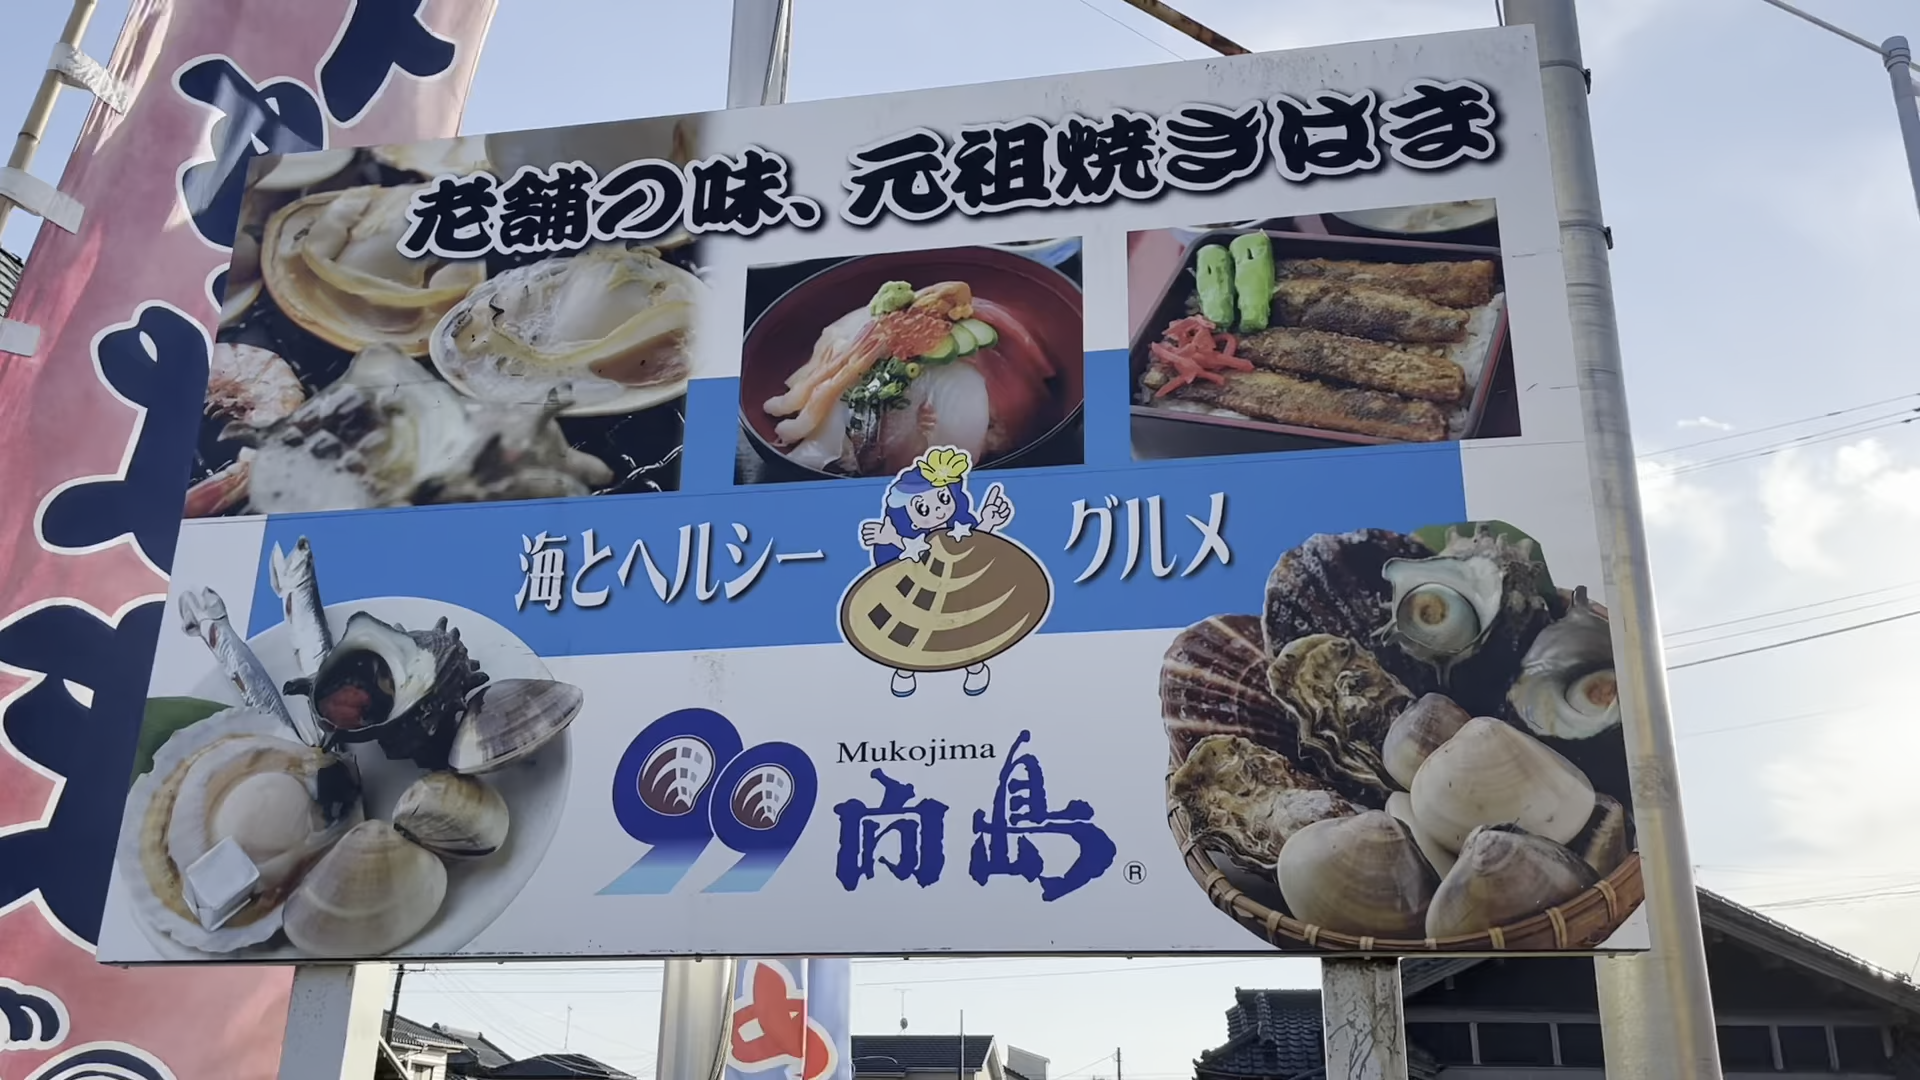 老舗の味、元祖焼きはま
海とヘルシー グルメ
99 Mukojima
向島 ®